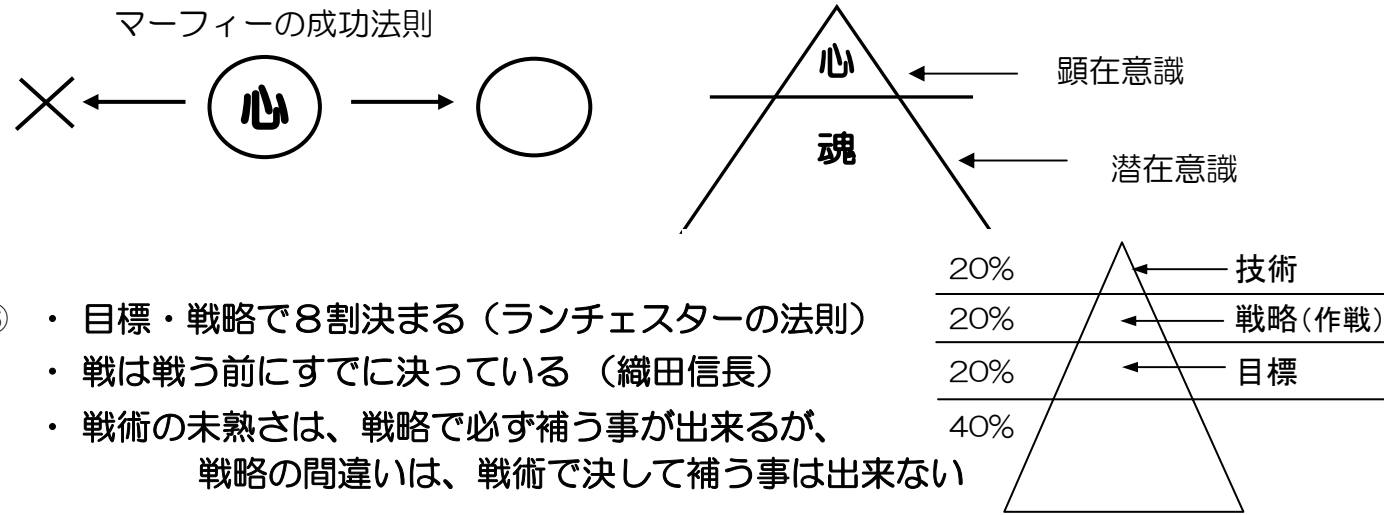 マーフィーの成功法則
心
心
顕在意識
魂
潜在意識
・ 目標・戦略で８割決まる（ランチェスターの法則）
・ 戦は戦う前にすでに決っている （織田信長）
・ 戦術の未熟さは、戦略で必ず補う事が出来るが、
戦略の間違いは、戦術で決して補う事は出来ない
20% 技術
20% 戦略(作戦)
20% 目標
40%